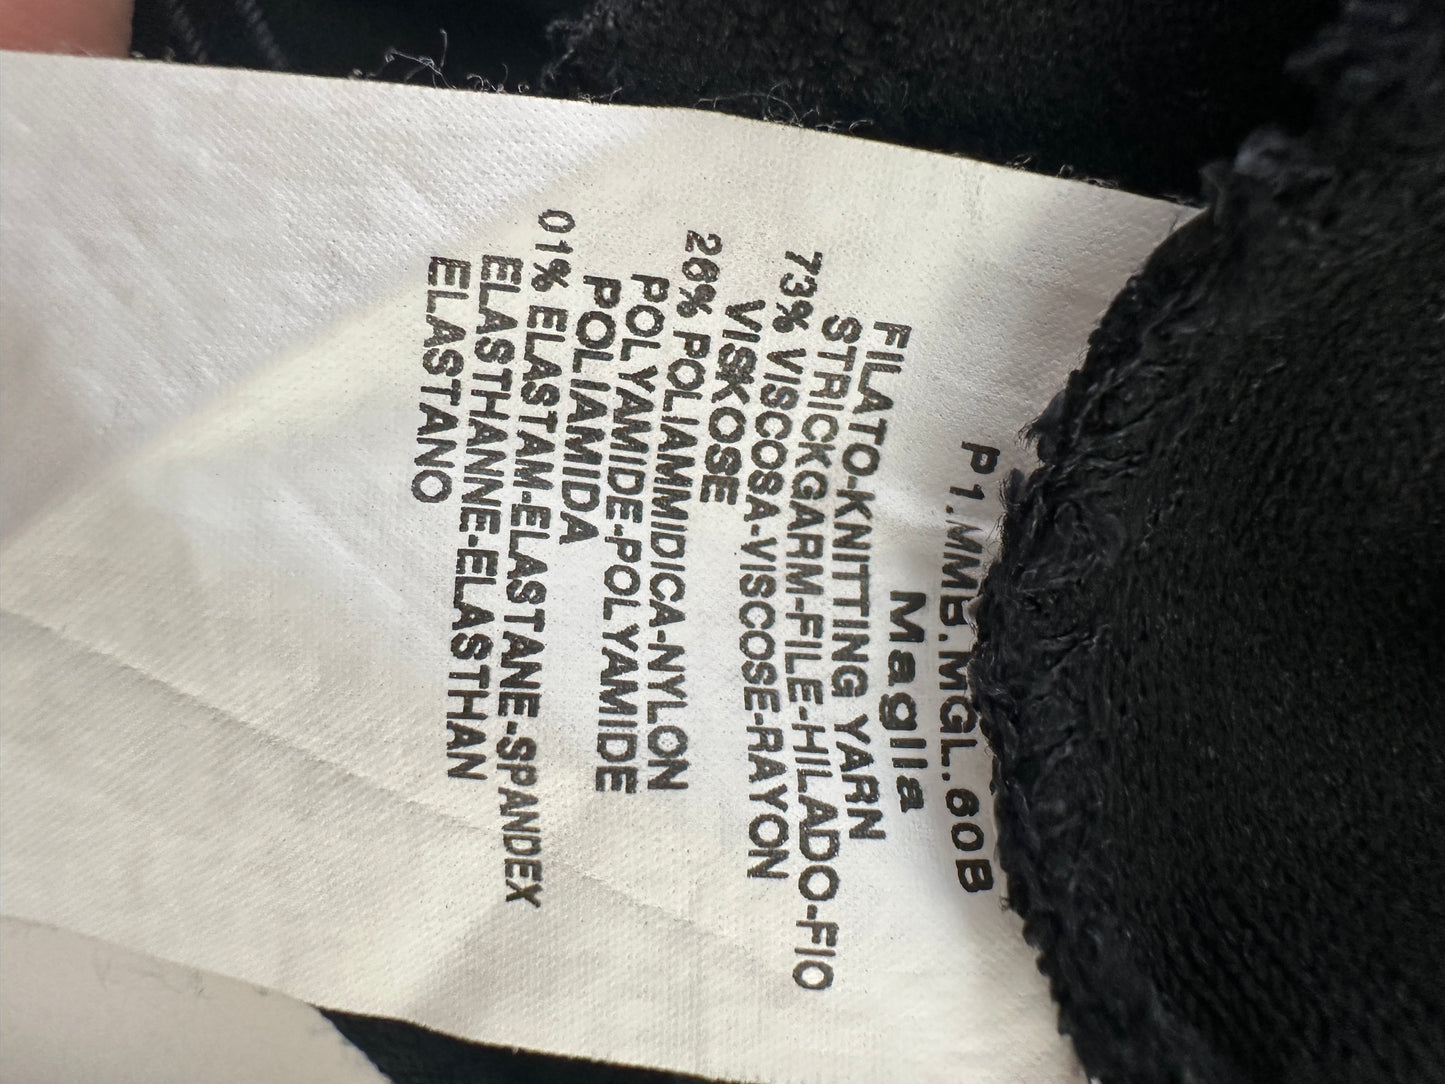 P1.MMB.MGL.60B
Maglia
FILATO-KNITTING YARN
STRICKGARM-FILE-HILADO-FIO
73% VISCOSA-VISCOSE-RAYON
VISKOSE
26% POLIAMMIDICA-NYLON
POLYAMIDE-POLYAMIDE
POLIAMIDA
01% ELASTAM-ELASTANE-SPANDEX
ELASTHANNE-ELASTHAN
ELASTANO